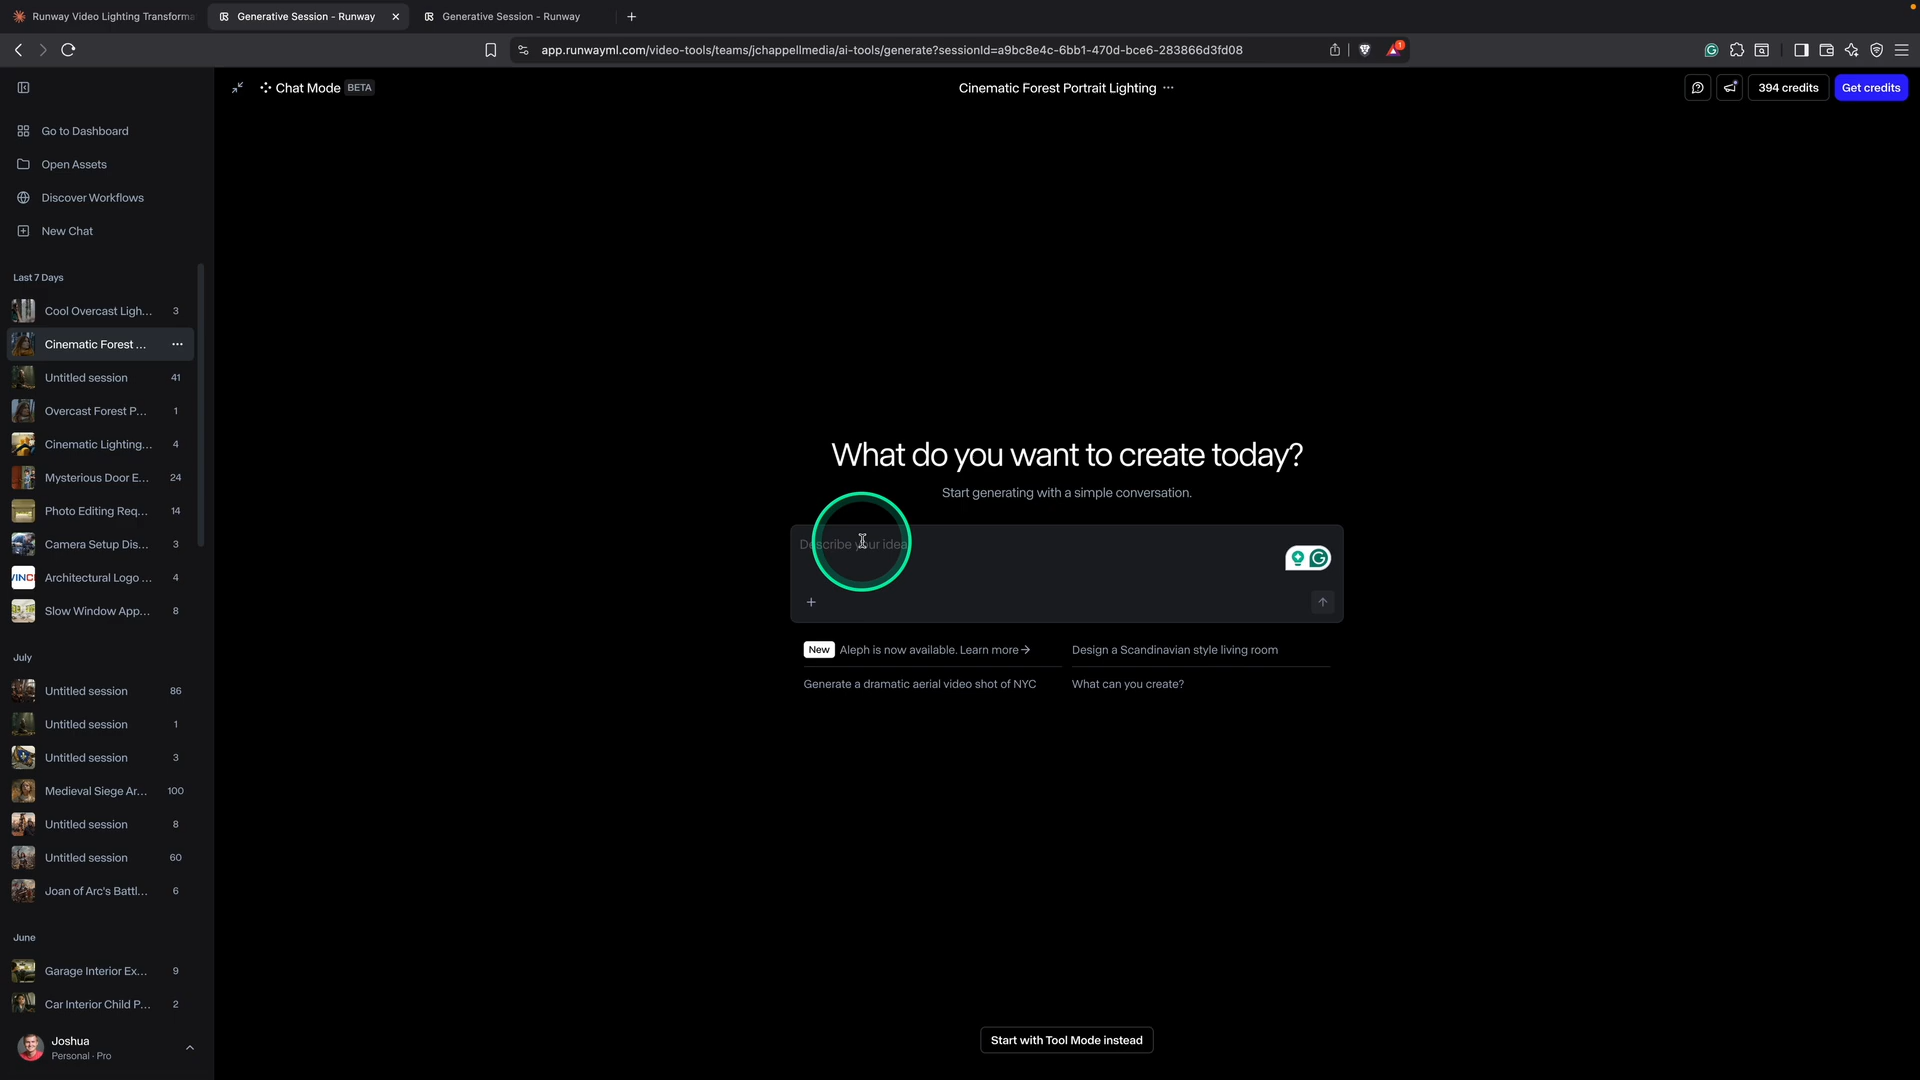 Runway Video Lighting Transforma
Generative Session - Runway
Generative Session - Runway
app.runwayml.com/video-tools/teams/jchappellmedia/ai-tools/generate?sessionId=a9bc8e4c-6bb1-470d-bce6-283866d3fd08
1
Chat Mode BETA
Cinematic Forest Portrait Lighting
394 credits
Get credits
Go to Dashboard
Open Assets
Discover Workflows
New Chat
Last 7 Days
Cool Overcast Ligh... 3
Cinematic Forest ...
Untitled session 41
Overcast Forest P... 1
Cinematic Lighting... 4
Mysterious Door E... 24
Photo Editing Req... 14
Camera Setup Dis... 3
VINCI Architectural Logo ... 4
Slow Window App... 8
July
Untitled session 86
Untitled session 1
Untitled session 3
Medieval Siege Ar... 100
Untitled session 8
Untitled session 60
Joan of Arc's Battl... 6
June
Garage Interior Ex... 9
Car Interior Child P... 2
Joshua
Personal · Pro
What do you want to create today?
Start generating with a simple conversation.
Describe your idea
New Aleph is now available. Learn more →
Design a Scandinavian style living room
Generate a dramatic aerial video shot of NYC
What can you create?
Start with Tool Mode instead